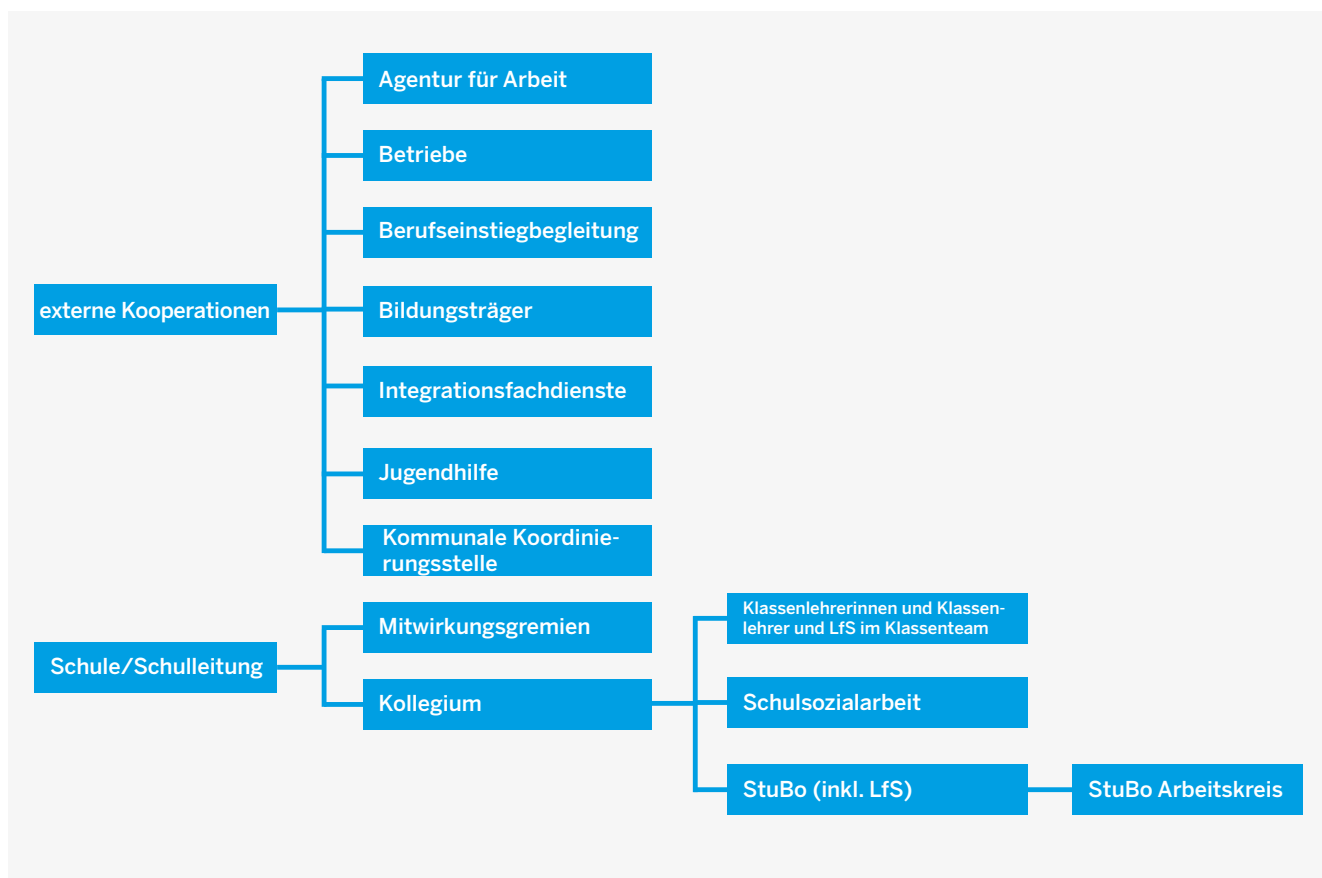 Agentur für Arbeit
Betriebe
Berufseinstiegbegleitung
externe Kooperationen
Bildungsträger
Integrationsfachdienste
Jugendhilfe
Kommunale Koordinie-
rungsstelle
Mitwirkungsgremien
Schule/Schulleitung
Kollegium
Klassenlehrerinnen und Klassen-
lehrer und LfS im Klassenteam
Schulsozialarbeit
StuBo (inkl. LfS)
StuBo Arbeitskreis